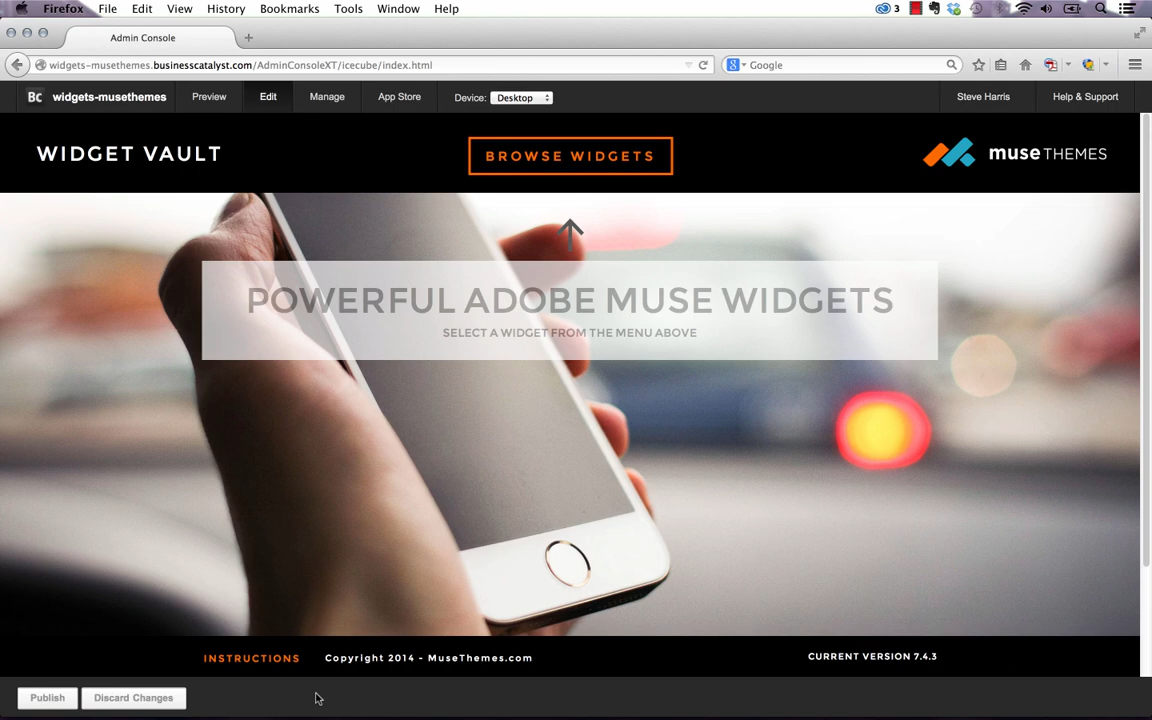 Firefox File Edit View History Bookmarks Tools Window Help 3
Admin Console
widgets-musethemes.businesscatalyst.com/AdminConsoleXT/icecube/index.html Google
Bc widgets-musethemes Preview Edit Manage App Store Device: Desktop Steve Harris Help & Support
WIDGET VAULT BROWSE WIDGETS museTHEMES
POWERFUL ADOBE MUSE WIDGETS
SELECT A WIDGET FROM THE MENU ABOVE
INSTRUCTIONS Copyright 2014 - MuseThemes.com CURRENT VERSION 7.4.3
Publish Discard Changes